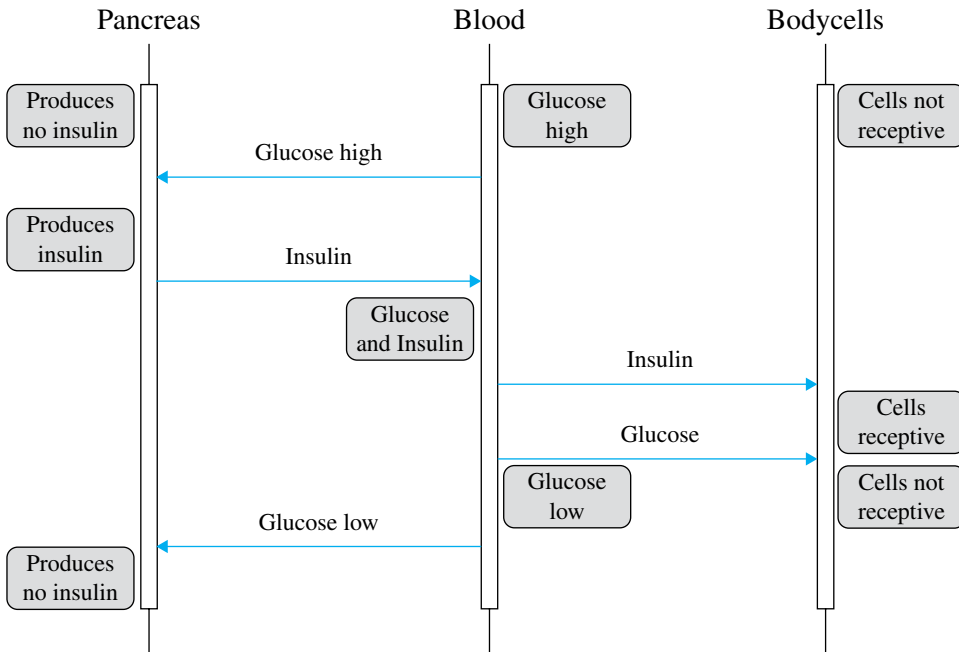 Pancreas
Blood
Bodycells
Produces
no insulin
Glucose
high
Cells not
receptive
Glucose high
Produces
insulin
Insulin
Glucose
and Insulin
Insulin
Cells
receptive
Glucose
Glucose
low
Cells not
receptive
Glucose low
Produces
no insulin